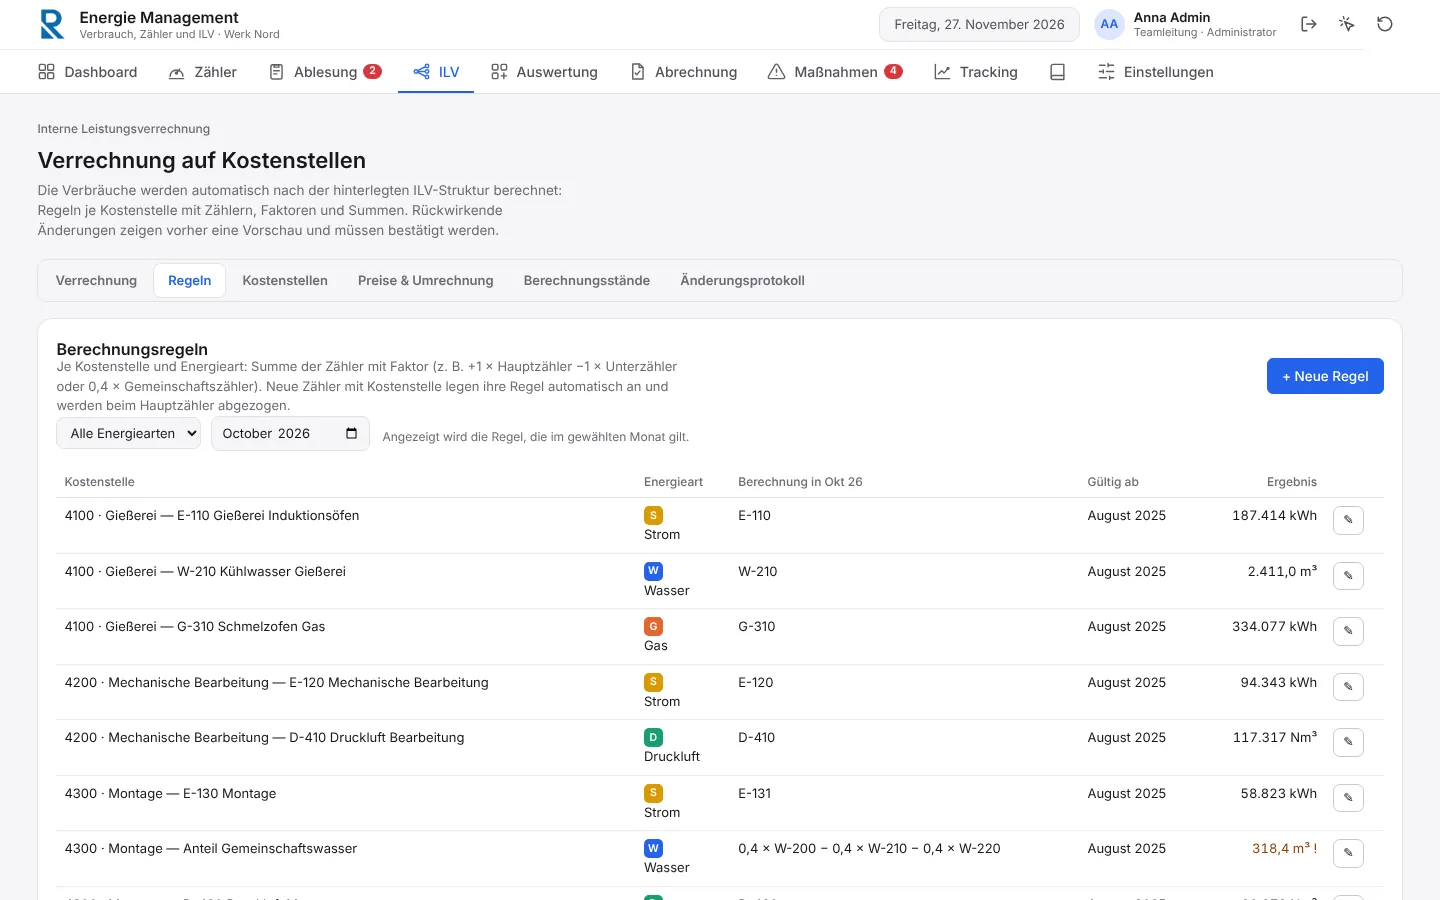 Energie Management
Verbrauch, Zähler und ILV · Werk Nord
Freitag, 27. November 2026
AA
Anna Admin
Teamleitung · Administrator
Dashboard
Zähler
Ablesung 2
ILV
Auswertung
Abrechnung
Maßnahmen 4
Tracking
Einstellungen
Interne Leistungsverrechnung
Verrechnung auf Kostenstellen
Die Verbräuche werden automatisch nach der hinterlegten ILV-Struktur berechnet:
Regeln je Kostenstelle mit Zählern, Faktoren und Summen. Rückwirkende
Änderungen zeigen vorher eine Vorschau und müssen bestätigt werden.
Verrechnung
Regeln
Kostenstellen
Preise & Umrechnung
Berechnungsstände
Änderungsprotokoll
Berechnungsregeln
Je Kostenstelle und Energieart: Summe der Zähler mit Faktor (z. B. +1 × Hauptzähler −1 × Unterzähler
oder 0,4 × Gemeinschaftszähler). Neue Zähler mit Kostenstelle legen ihre Regel automatisch an und
werden beim Hauptzähler abgezogen.
+ Neue Regel
Alle Energiearten
October 2026
Angezeigt wird die Regel, die im gewählten Monat gilt.
Kostenstelle Energieart Berechnung in Okt 26 Gültig ab Ergebnis
4100 · Gießerei — E-110 Gießerei Induktionsöfen S Strom E-110 August 2025 187.414 kWh
4100 · Gießerei — W-210 Kühlwasser Gießerei W Wasser W-210 August 2025 2.411,0 m³
4100 · Gießerei — G-310 Schmelzofen Gas G Gas G-310 August 2025 334.077 kWh
4200 · Mechanische Bearbeitung — E-120 Mechanische Bearbeitung S Strom E-120 August 2025 94.343 kWh
4200 · Mechanische Bearbeitung — D-410 Druckluft Bearbeitung D Druckluft D-410 August 2025 117.317 Nm³
4300 · Montage — E-130 Montage S Strom E-131 August 2025 58.823 kWh
4300 · Montage — Anteil Gemeinschaftswasser W Wasser 0,4 × W-200 − 0,4 × W-210 − 0,4 × W-220 August 2025 318,4 m³ !